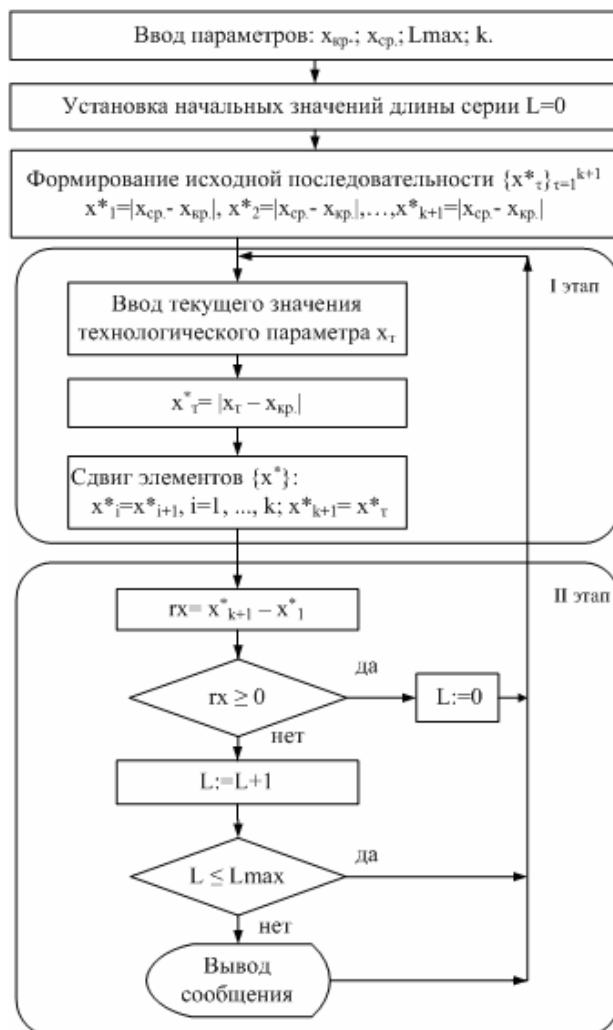 Ввод параметров: xкр.; xср.; Lmax; k.
Установка начальных значений длины серии L=0
Формирование исходной последовательности {x*τ}τ=1^k+1
x*1=|xср.- xкр.|, x*2=|xср.- xкр.|,…,x*k+1=|xср.- xкр.|
I этап
Ввод текущего значения
технологического параметра xτ
x*τ= |xτ – xкр.|
Сдвиг элементов {x*}:
x*i=x*i+1, i=1, ..., k; x*k+1= x*τ
II этап
rx= x*k+1 – x*1
rx ≥ 0
да
L:=0
нет
L:=L+1
L ≤ Lmax
да
нет
Вывод
сообщения